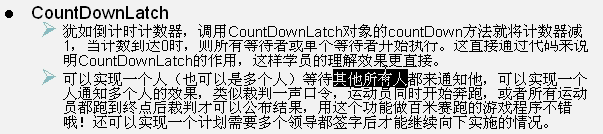 CountDownLatch
犹如倒计时计数器，调用CountDownLatch对象的countDown方法就将计数器减
1，当计数到达0时，则所有等待者或单个等待者开始执行。这直接通过代码来说
明CountDownLatch的作用，这样学员的理解效果更直接。
可以实现一个人（也可以是多个人）等待其他所有人都来通知他，可以实现一个
人通知多个人的效果，类似裁判一声口令，运动员同时开始奔跑，或者所有运动
员都跑到终点后裁判才可以公布结果，用这个功能做百米赛跑的游戏程序不错
哦！还可以实现一个计划需要多个领导都签字后才能继续向下实施的情况。